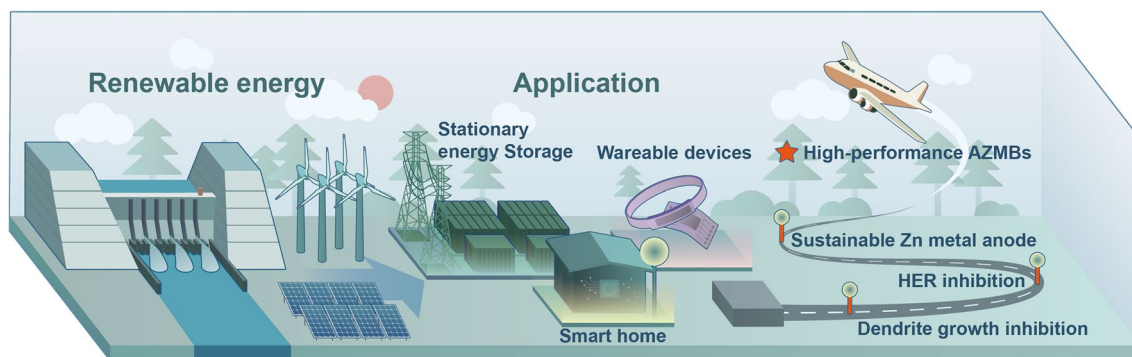 Renewable energy
Application
Stationary
energy Storage
Wareable devices
High-performance AZMBs
Sustainable Zn metal anode
HER inhibition
Dendrite growth inhibition
Smart home